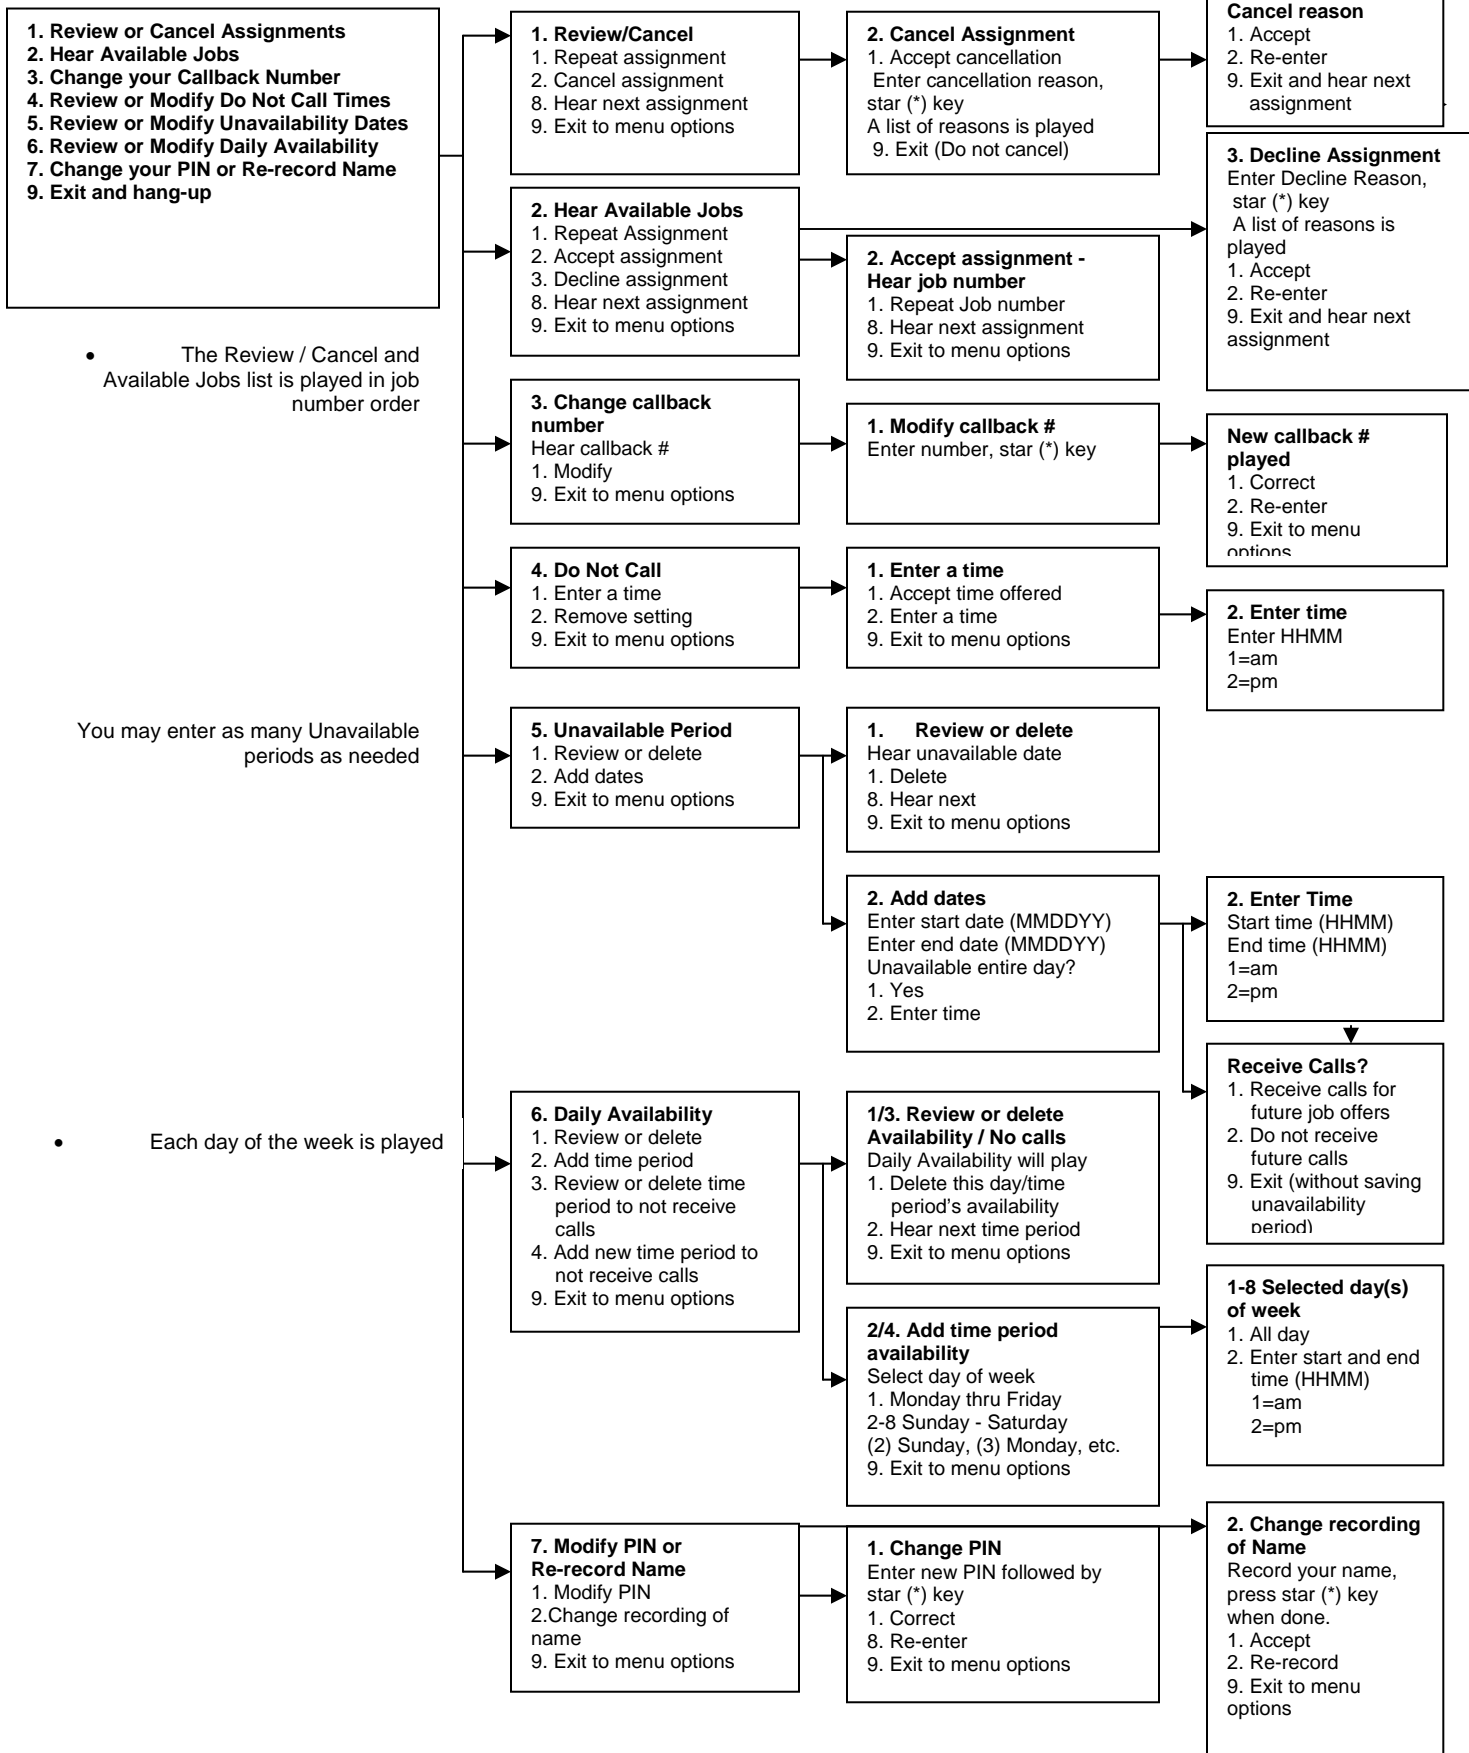 1. Review or Cancel Assignments
2. Hear Available Jobs
3. Change your Callback Number
4. Review or Modify Do Not Call Times
5. Review or Modify Unavailability Dates
6. Review or Modify Daily Availability
7. Change your PIN or Re-record Name
9. Exit and hang-up
1. Review/Cancel
1. Repeat assignment
2. Cancel assignment
8. Hear next assignment
9. Exit to menu options
2. Cancel Assignment
1. Accept cancellation
Enter cancellation reason,
star (*) key
A list of reasons is played
9. Exit (Do not cancel)
Cancel reason
1. Accept
2. Re-enter
9. Exit and hear next
assignment
2. Hear Available Jobs
1. Repeat Assignment
2. Accept assignment
3. Decline assignment
8. Hear next assignment
9. Exit to menu options
2. Accept assignment -
Hear job number
1. Repeat Job number
8. Hear next assignment
9. Exit to menu options
3. Decline Assignment
Enter Decline Reason,
star (*) key
A list of reasons is
played
1. Accept
2. Re-enter
9. Exit and hear next
assignment
• The Review / Cancel and
Available Jobs list is played in job
number order
3. Change callback
number
Hear callback #
1. Modify
9. Exit to menu options
1. Modify callback #
Enter number, star (*) key
New callback #
played
1. Correct
2. Re-enter
9. Exit to menu
options
4. Do Not Call
1. Enter a time
2. Remove setting
9. Exit to menu options
1. Enter a time
1. Accept time offered
2. Enter a time
9. Exit to menu options
2. Enter time
Enter HHMM
1=am
2=pm
You may enter as many Unavailable
periods as needed
5. Unavailable Period
1. Review or delete
2. Add dates
9. Exit to menu options
1. Review or delete
Hear unavailable date
1. Delete
8. Hear next
9. Exit to menu options
2. Add dates
Enter start date (MMDDYY)
Enter end date (MMDDYY)
Unavailable entire day?
1. Yes
2. Enter time
2. Enter Time
Start time (HHMM)
End time (HHMM)
1=am
2=pm
Receive Calls?
1. Receive calls for
future job offers
2. Do not receive
future calls
9. Exit (without saving
unavailability
period)
• Each day of the week is played
6. Daily Availability
1. Review or delete
2. Add time period
3. Review or delete time
period to not receive
calls
4. Add new time period to
not receive calls
9. Exit to menu options
1/3. Review or delete
Availability / No calls
Daily Availability will play
1. Delete this day/time
period's availability
2. Hear next time period
9. Exit to menu options
2/4. Add time period
availability
Select day of week
1. Monday thru Friday
2-8 Sunday - Saturday
(2) Sunday, (3) Monday, etc.
9. Exit to menu options
1-8 Selected day(s)
of week
1. All day
2. Enter start and end
time (HHMM)
1=am
2=pm
7. Modify PIN or
Re-record Name
1. Modify PIN
2.Change recording of
name
9. Exit to menu options
1. Change PIN
Enter new PIN followed by
star (*) key
1. Correct
8. Re-enter
9. Exit to menu options
2. Change recording
of Name
Record your name,
press star (*) key
when done.
1. Accept
2. Re-record
9. Exit to menu
options